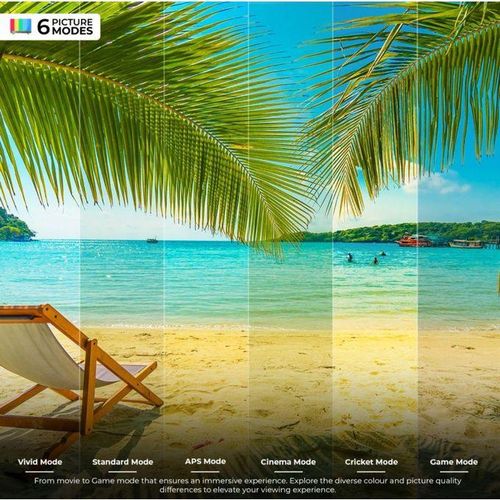 6 PICTURE
MODES
Vivid Mode Standard Mode APS Mode Cinema Mode Cricket Mode Game Mode
From movie to Game mode that ensures an immersive experience. Explore the diverse colour and picture quality
differences to elevate your viewing experience.